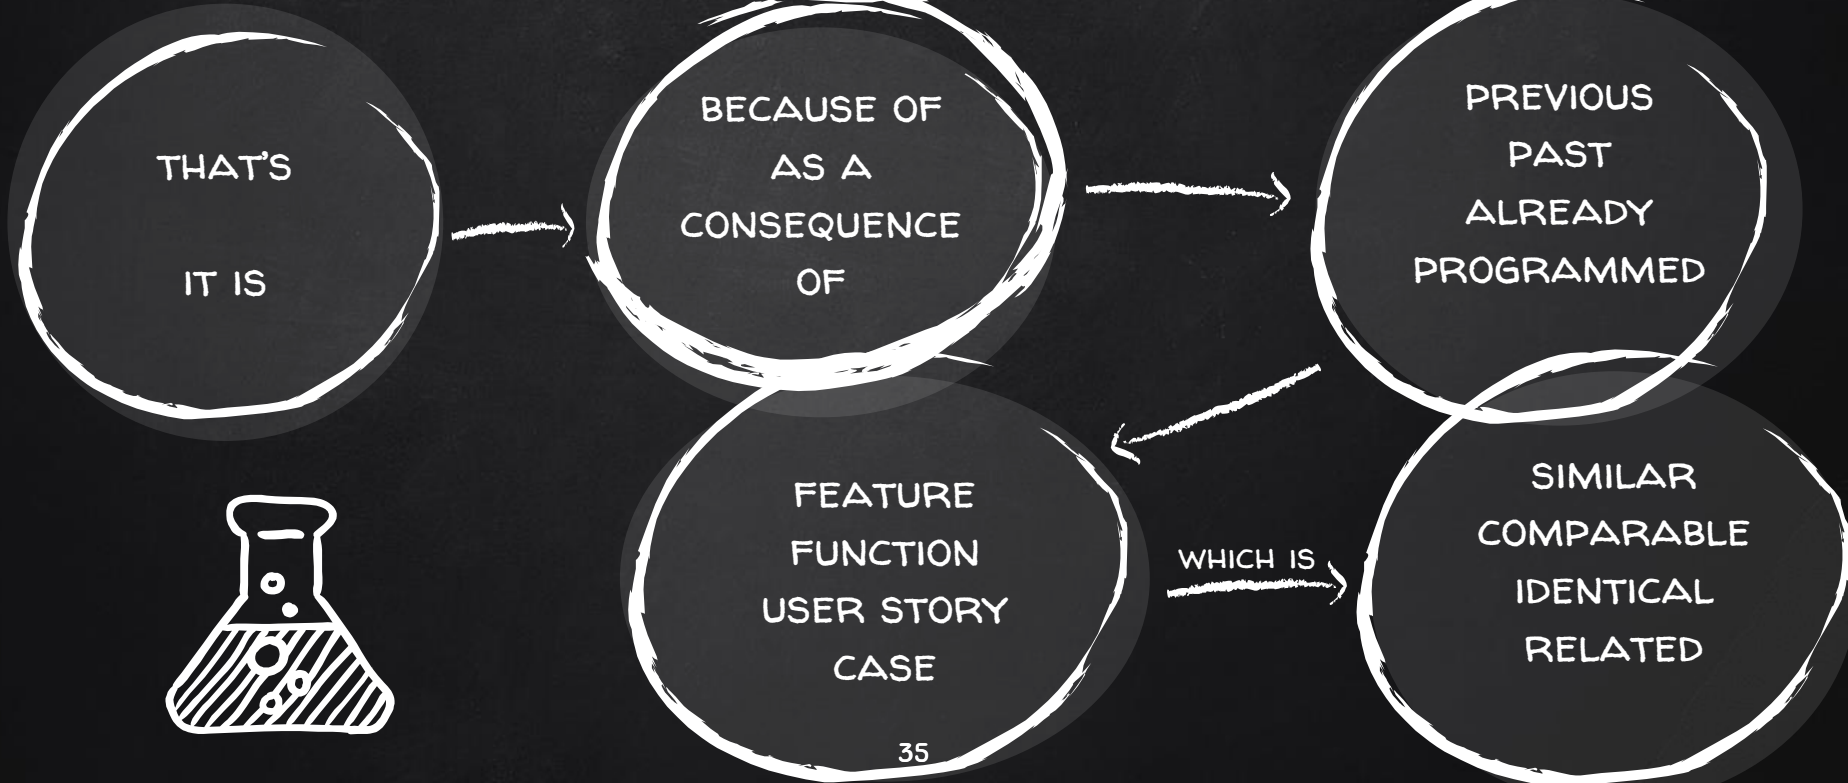 THAT'S
IT IS
BECAUSE OF
AS A
CONSEQUENCE
OF
PREVIOUS
PAST
ALREADY
PROGRAMMED
FEATURE
FUNCTION
USER STORY
CASE
WHICH IS
SIMILAR
COMPARABLE
IDENTICAL
RELATED
35